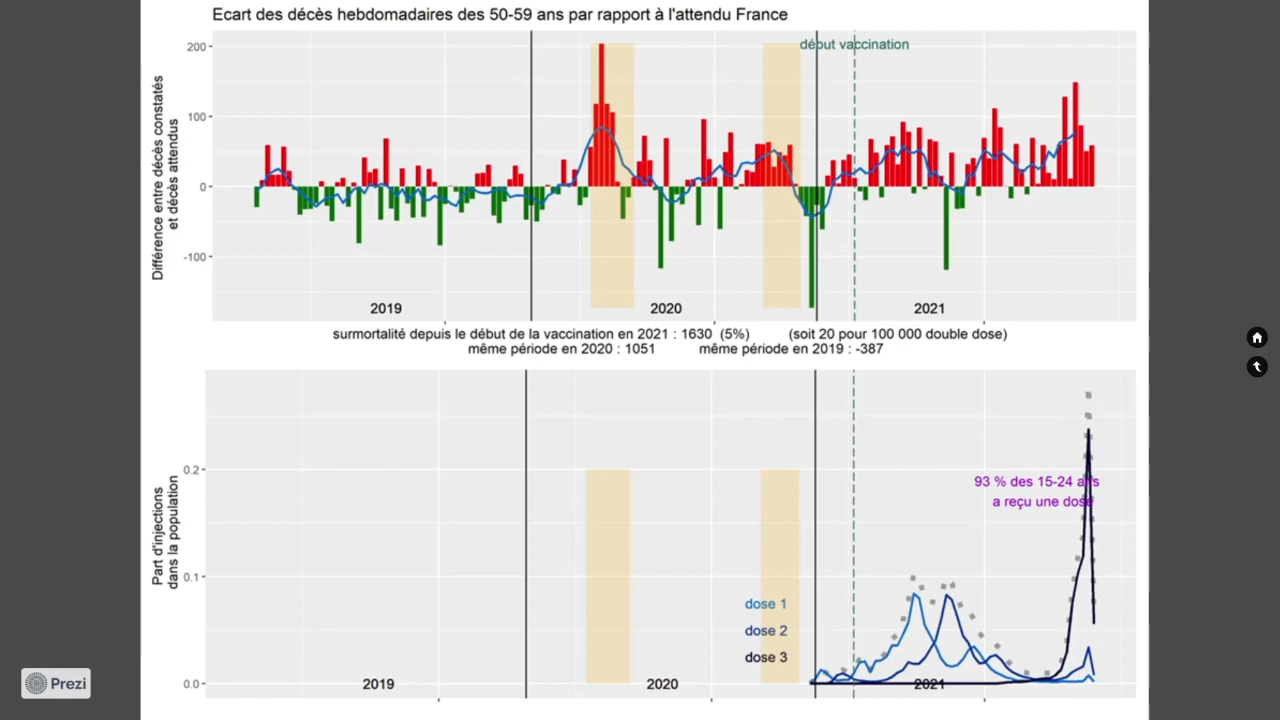 Ecart des décès hebdomadaires des 50-59 ans par rapport à l'attendu France
début vaccination
200
100
0
-100
Différence entre décès constatés
et décès attendus
2019
2020
2021
surmortalité depuis le début de la vaccination en 2021 : 1630 (5%) (soit 20 pour 100 000 double dose)
même période en 2020 : 1051 même période en 2019 : -387
0.2
0.1
0.0
Part d'injections
dans la population
93 % des 15-24 ans
a reçu une dose
dose 1
dose 2
dose 3
2019
2020
2021
Prezi